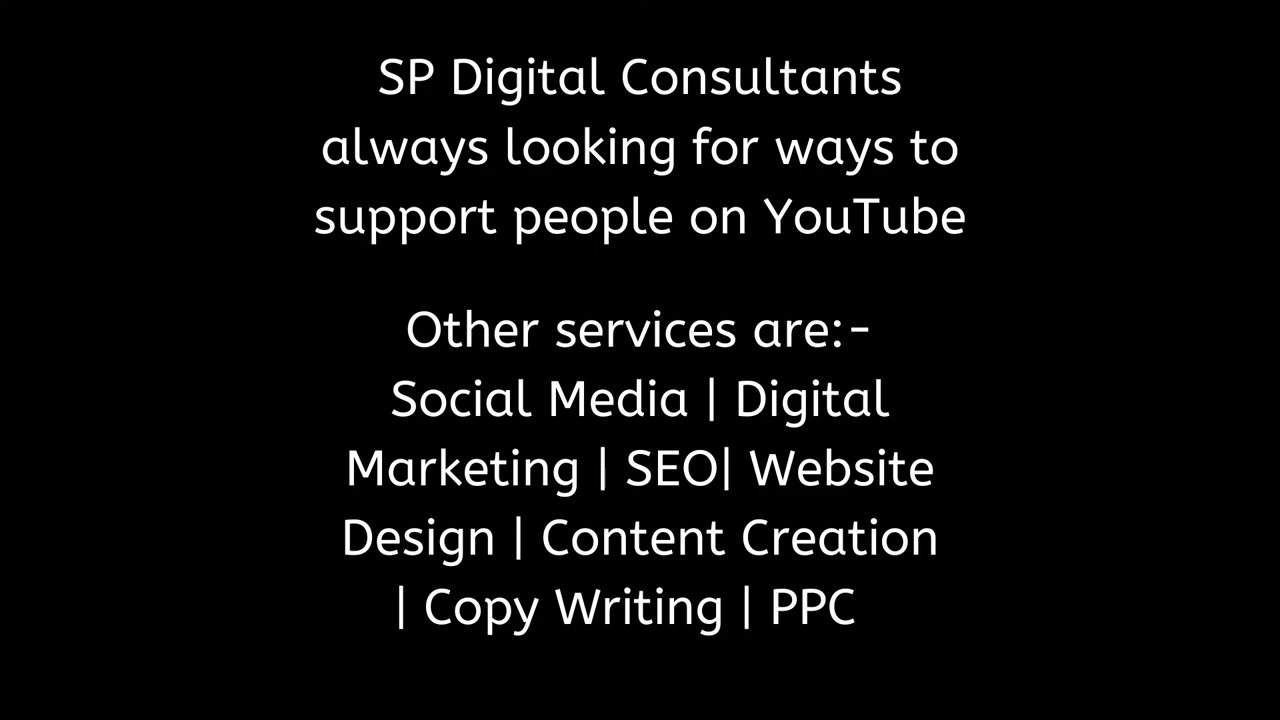 SP Digital Consultants
always looking for ways to
support people on YouTube
Other services are:-
Social Media | Digital
Marketing | SEO| Website
Design | Content Creation
| Copy Writing | PPC